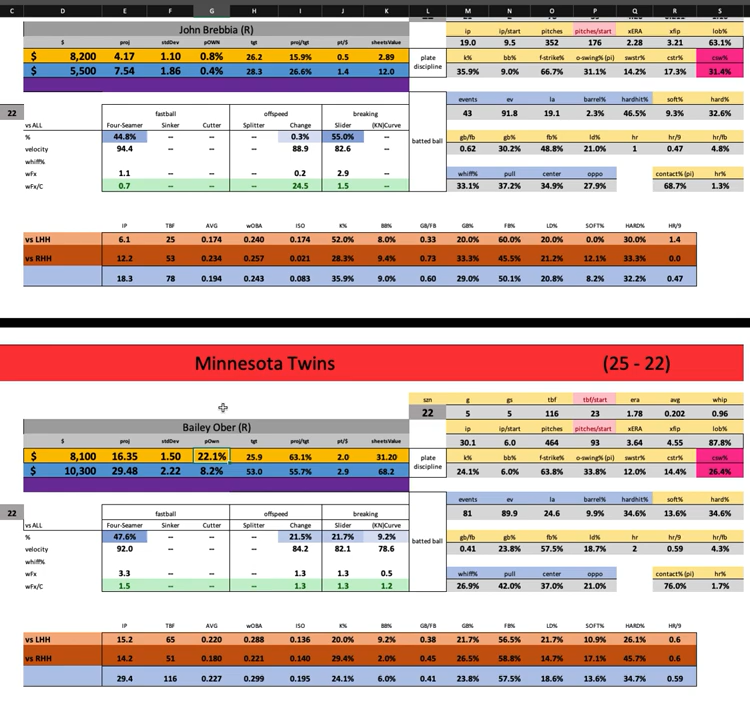 C D E F G H I J K L M N O P Q R S
John Brebbia (R) ip ip/start pitches pitches/start xERA xfip lob%
$ proj stdDev pOWN tgt proj/tgt pt/$ sheetsValue 19.0 9.5 352 176 2.28 3.21 63.1%
$ 8,200 4.17 1.10 0.8% 26.2 15.9% 0.5 2.89 plate discipline k% bb% f-strike% o-swing% (pi) swstr% cstr% csw%
$ 5,500 7.54 1.86 0.4% 28.3 26.6% 1.4 12.0 35.9% 9.0% 66.7% 31.1% 14.2% 17.3% 31.4%
events ev la barrel% hardhit% soft% hard%
22 fastball offspeed breaking 43 91.8 19.1 2.3% 46.5% 9.3% 32.6%
vs ALL Four-Seamer Sinker Cutter Splitter Change Slider (KN)Curve
% 44.8% -- -- -- 0.3% 55.0% -- batted ball gb/fb gb% fb% ld% hr hr/9 hr/fb
velocity 94.4 -- -- -- 88.9 82.6 -- 0.62 30.2% 48.8% 21.0% 1 0.47 4.8%
whiff%
wFx 1.1 -- -- -- 0.2 2.9 -- whiff% pull center oppo contact% (pi) hr%
wFx/C 0.7 -- -- -- 24.5 1.5 -- 33.1% 37.2% 34.9% 27.9% 68.7% 1.3%
IP TBF AVG wOBA ISO K% BB% GB/FB GB% FB% LD% SOFT% HARD% HR/9
vs LHH 6.1 25 0.174 0.240 0.174 52.0% 8.0% 0.33 20.0% 60.0% 20.0% 0.0% 30.0% 1.4
vs RHH 12.2 53 0.234 0.257 0.021 28.3% 9.4% 0.73 33.3% 45.5% 21.2% 12.1% 33.3% 0.0
18.3 78 0.194 0.243 0.083 35.9% 9.0% 0.60 29.0% 50.1% 20.8% 8.2% 32.2% 0.47
Minnesota Twins (25 - 22)
szn g gs tbf tbf/start era avg whip
22 5 5 116 23 1.78 0.202 0.96
Bailey Ober (R) ip ip/start pitches pitches/start xERA xfip lob%
$ proj stdDev pOwn tgt proj/tgt pt/$ sheetsValue 30.1 6.0 464 93 3.64 4.55 87.8%
$ 8,100 16.35 1.50 22.1% 25.9 63.1% 2.0 31.20 plate discipline k% bb% f-strike% o-swing% (pi) swstr% cstr% csw%
$ 10,300 29.48 2.22 8.2% 53.0 55.7% 2.9 68.2 24.1% 6.0% 63.8% 33.8% 12.0% 14.4% 26.4%
events ev la barrel% hardhit% soft% hard%
22 fastball offspeed breaking 81 89.9 24.6 9.9% 34.6% 13.6% 34.6%
vs ALL Four-Seamer Sinker Cutter Splitter Change Slider (KN)Curve
% 47.6% -- -- -- 21.5% 21.7% 9.2% batted ball gb/fb gb% fb% ld% hr hr/9 hr/fb
velocity 92.0 -- -- -- 84.2 82.1 78.6 0.41 23.8% 57.5% 18.7% 2 0.59 4.3%
whiff%
wFx 3.3 -- -- -- 1.3 1.3 0.5 whiff% pull center oppo contact% (pi) hr%
wFx/C 1.5 -- -- -- 1.3 1.3 1.2 26.9% 42.0% 37.0% 21.0% 76.0% 1.7%
IP TBF AVG wOBA ISO K% BB% GB/FB GB% FB% LD% SOFT% HARD% HR/9
vs LHH 15.2 65 0.220 0.288 0.136 20.0% 9.2% 0.38 21.7% 56.5% 21.7% 10.9% 26.1% 0.6
vs RHH 14.2 51 0.180 0.221 0.140 29.4% 2.0% 0.45 26.5% 58.8% 14.7% 17.1% 45.7% 0.6
29.4 116 0.227 0.299 0.195 24.1% 6.0% 0.41 23.8% 57.5% 18.6% 13.6% 34.7% 0.59